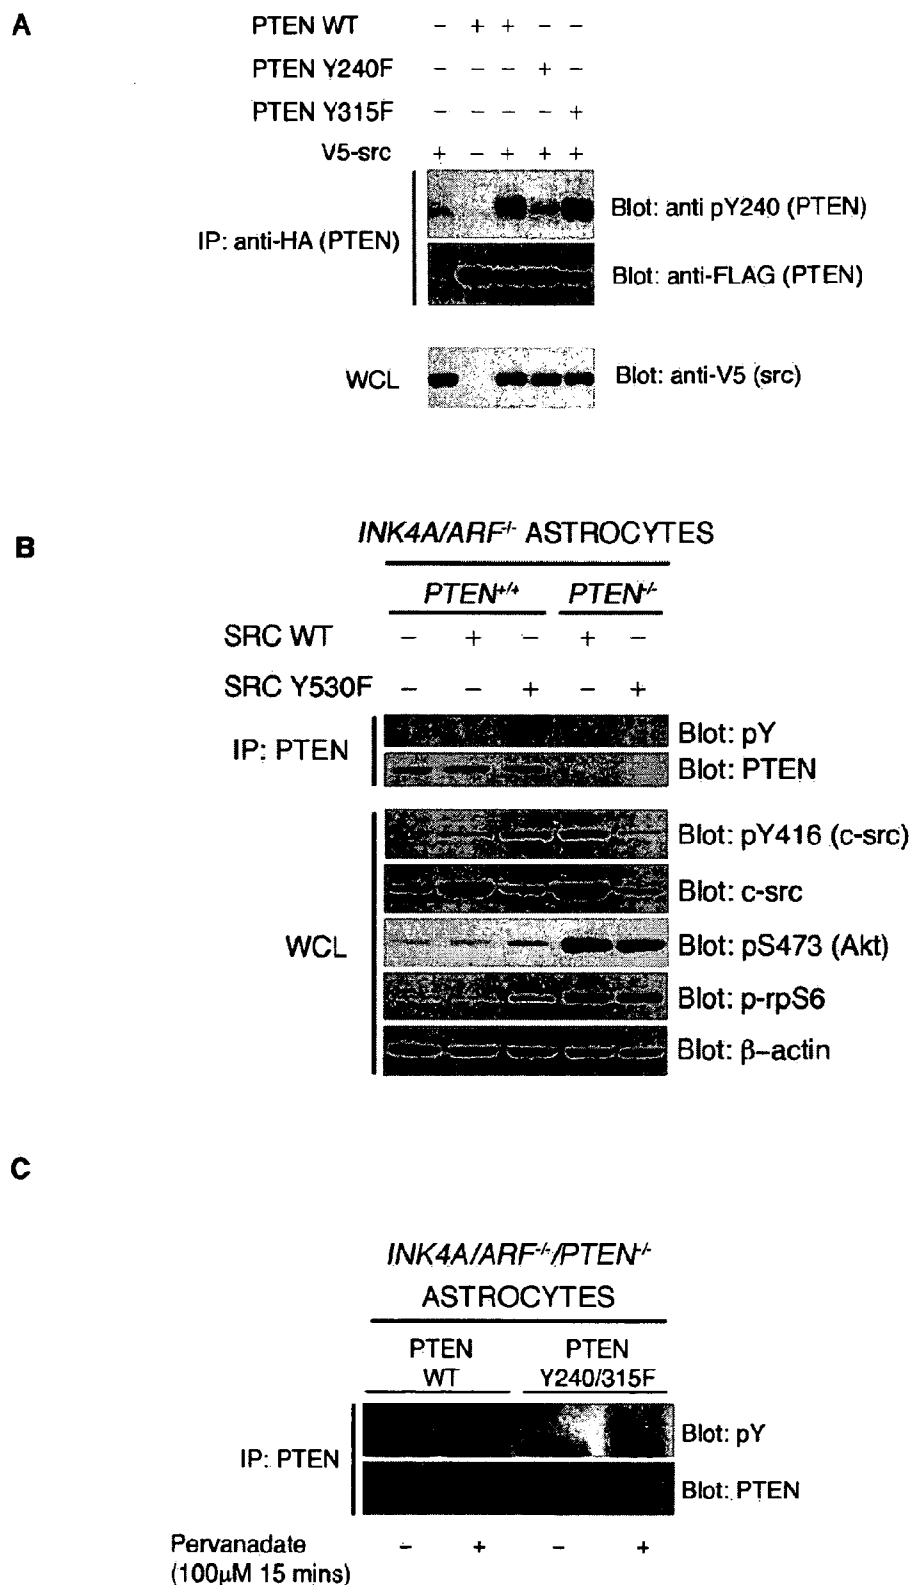 A
PTEN WT – + + – –
PTEN Y240F – – – + –
PTEN Y315F – – – – +
V5-src + – + + +
IP: anti-HA (PTEN)
Blot: anti pY240 (PTEN)
Blot: anti-FLAG (PTEN)
WCL
Blot: anti-V5 (src)
B
INK4A/ARF-/- ASTROCYTES
PTEN+/+ PTEN-/-
SRC WT – + – + –
SRC Y530F – – + – +
IP: PTEN
Blot: pY
Blot: PTEN
WCL
Blot: pY416 (c-src)
Blot: c-src
Blot: pS473 (Akt)
Blot: p-rpS6
Blot: β–actin
C
INK4A/ARF-/-/PTEN-/-
ASTROCYTES
PTEN PTEN
WT Y240/315F
IP: PTEN
Blot: pY
Blot: PTEN
Pervanadate – + – +
(100µM 15 mins)